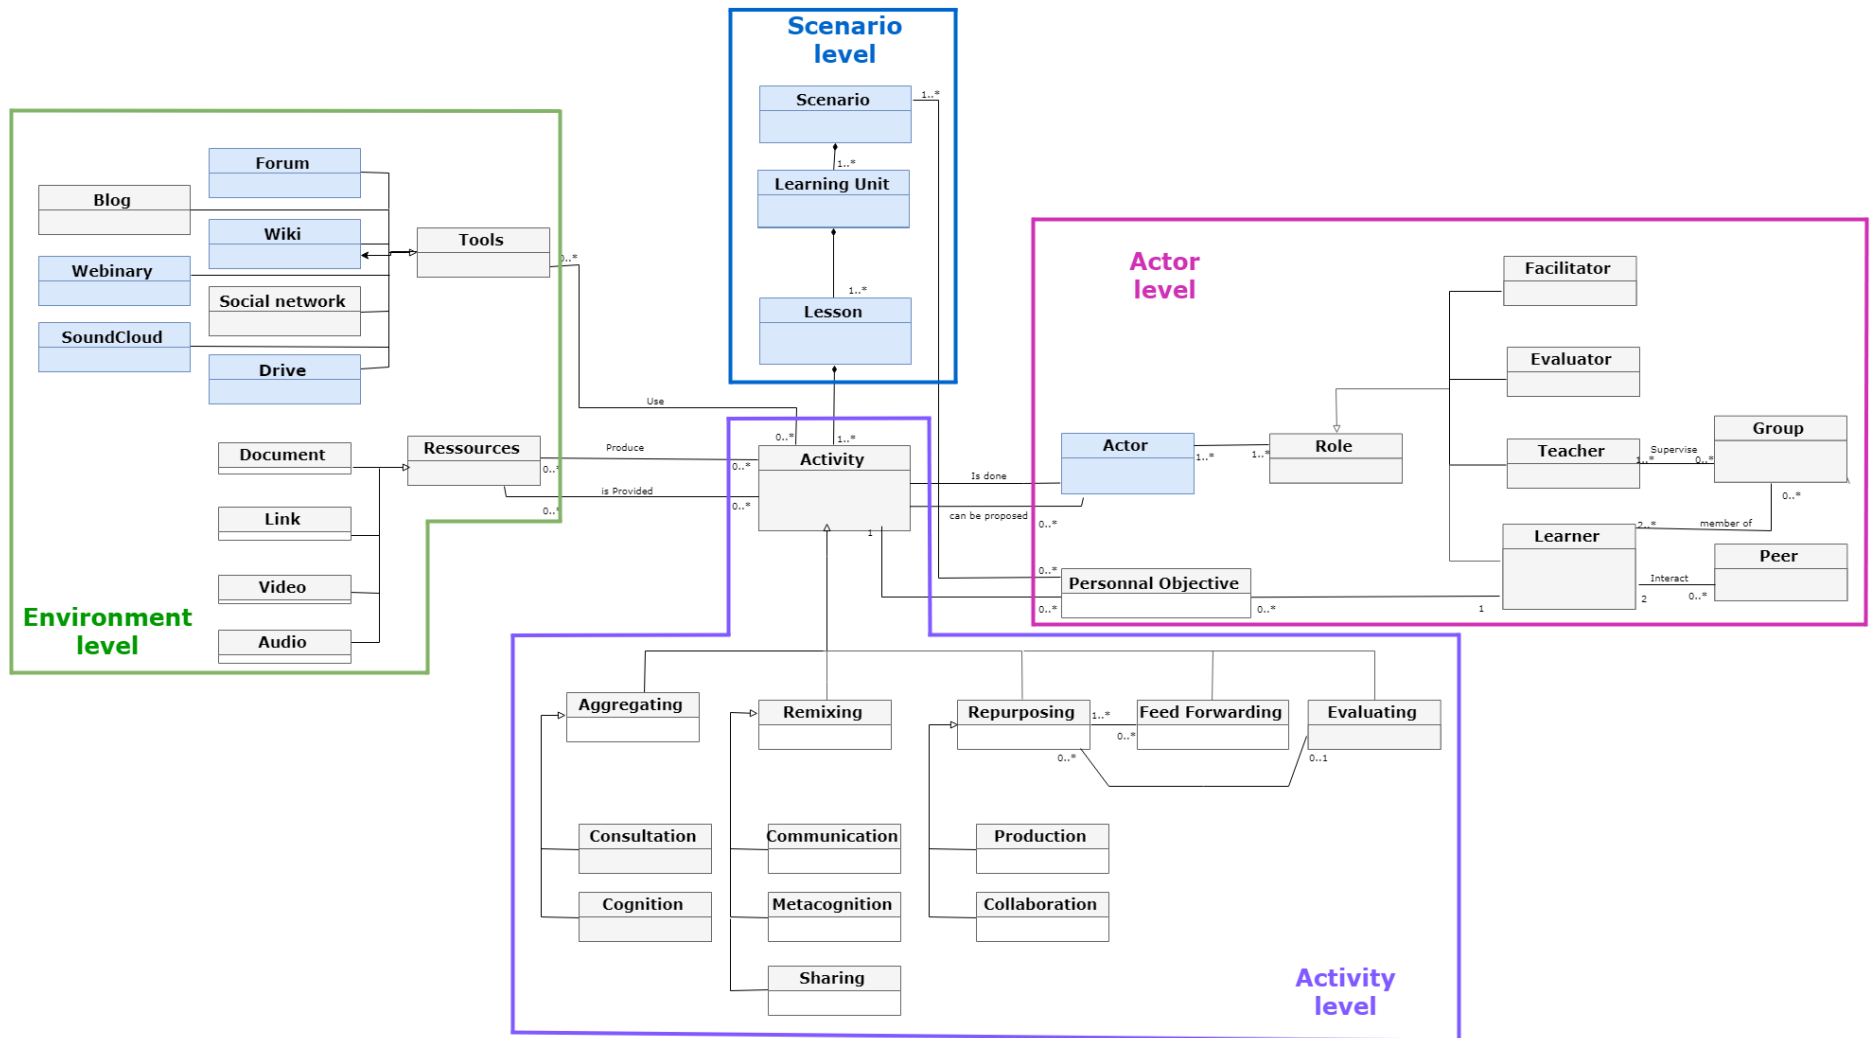 Scenario
level
Scenario
1..*
1..*
Learning Unit
1..*
Lesson
Forum
Blog
Wiki
Tools
0..*
Webinary
Social network
SoundCloud
Drive
Use
Document
Ressources
Produce
0..*
0..*
is Provided
0..*
0..*
Link
Video
Audio
Environment
level
0..*
1..*
Activity
1
Is done
can be proposed
0..*
Actor
level
Actor
1..*
1..*
Role
Facilitator
Evaluator
Teacher
Supervise
1..*
0..*
Group
0..*
Learner
2..*
member of
Interact
2
0..*
Peer
0..*
Personnal Objective
0..*
0..*
1
Aggregating
Remixing
Repurposing
1..*
0..*
Feed Forwarding
Evaluating
0..*
0..1
Consultation
Communication
Production
Cognition
Metacognition
Collaboration
Sharing
Activity
level